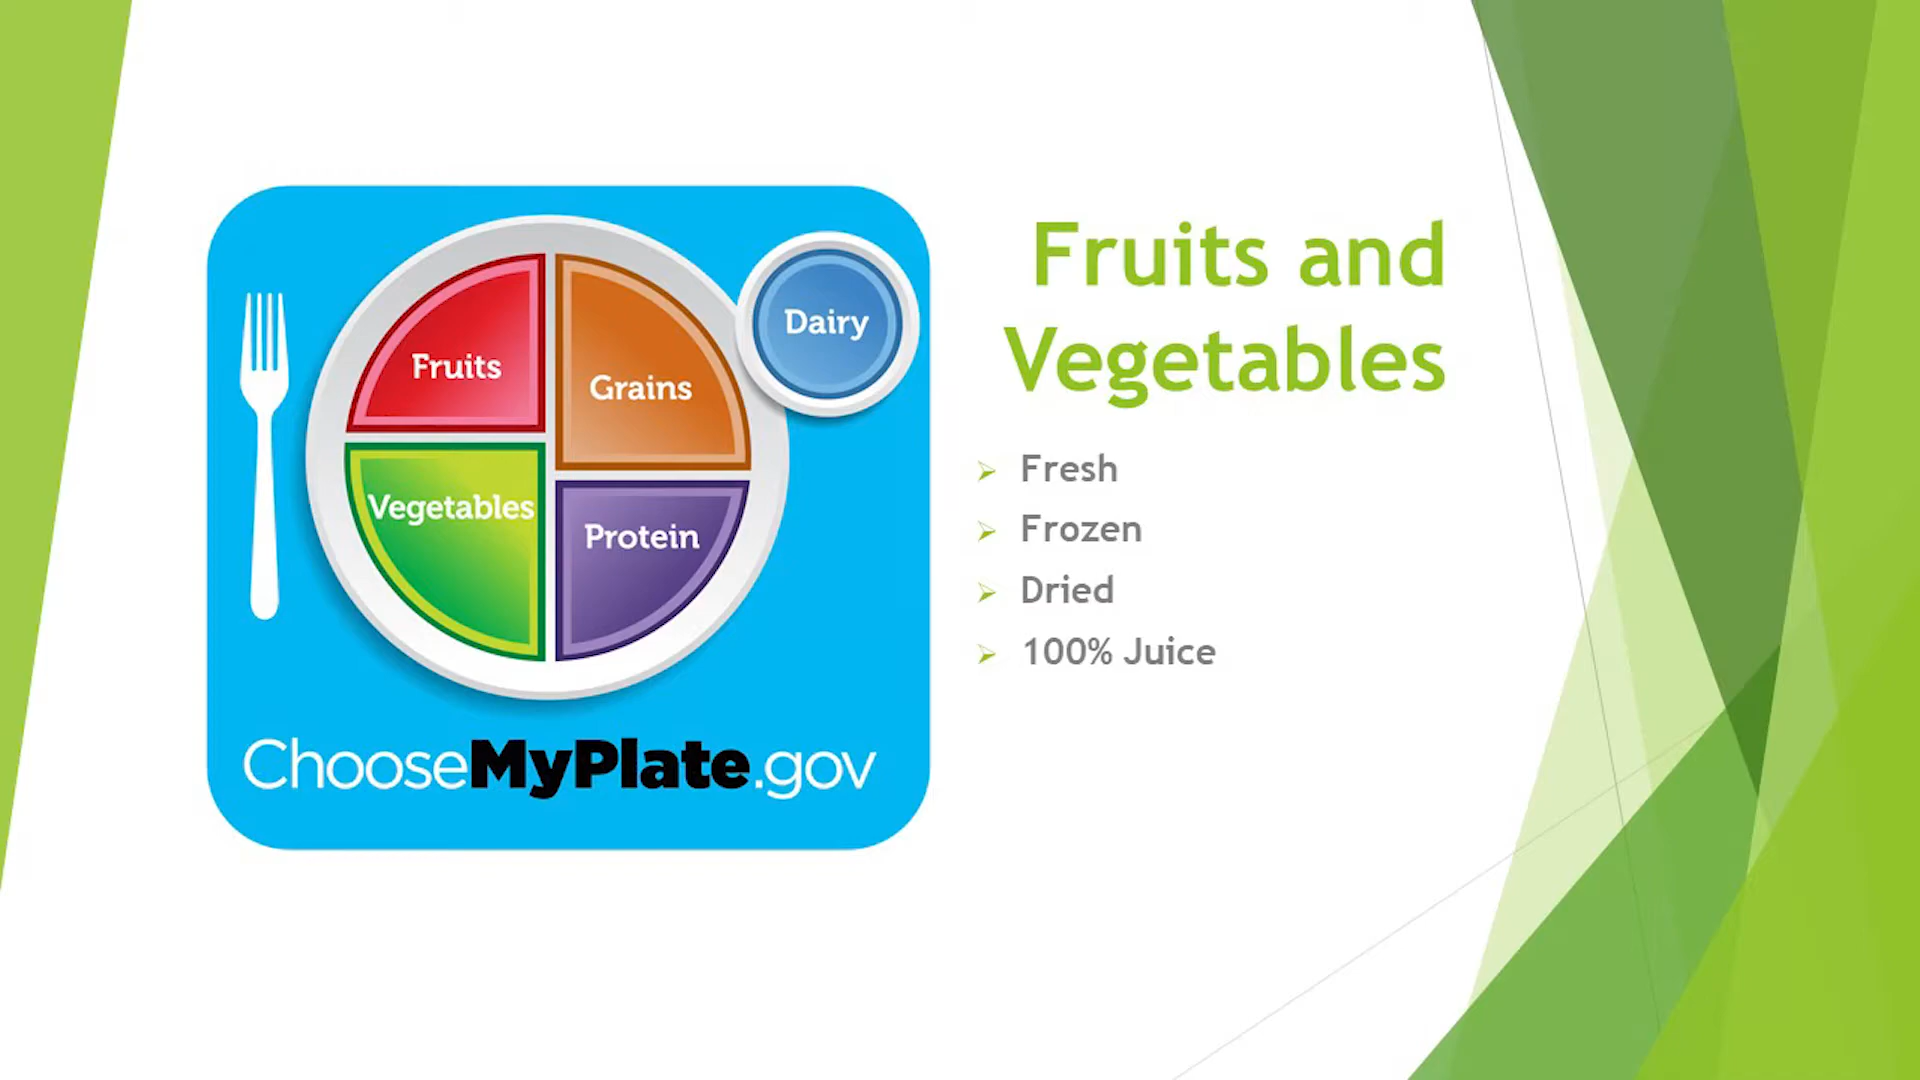 Fruits
Grains
Dairy
Vegetables
Protein
ChooseMyPlate.gov
Fruits and
Vegetables
Fresh
Frozen
Dried
100% Juice